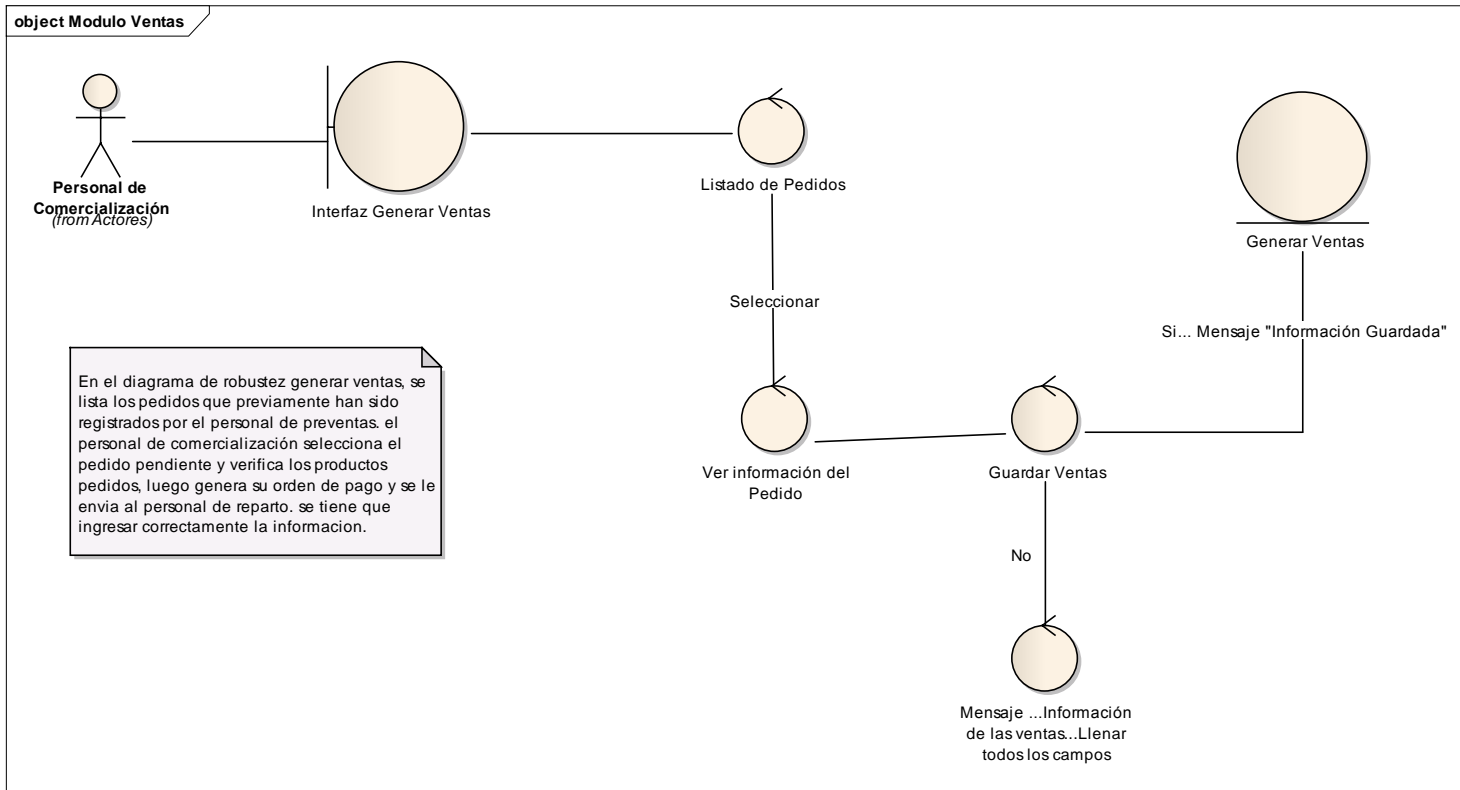 object Modulo Ventas
Personal de
Comercialización
(from Actores)
Interfaz Generar Ventas
Listado de Pedidos
Generar Ventas
Seleccionar
Si... Mensaje "Información Guardada"
En el diagrama de robustez generar ventas, se
lista los pedidos que previamente han sido
registrados por el personal de preventas. el
personal de comercialización selecciona el
pedido pendiente y verifica los productos
pedidos, luego genera su orden de pago y se le
envia al personal de reparto. se tiene que
ingresar correctamente la informacion.
Ver información del
Pedido
Guardar Ventas
No
Mensaje ...Información
de las ventas...Llenar
todos los campos